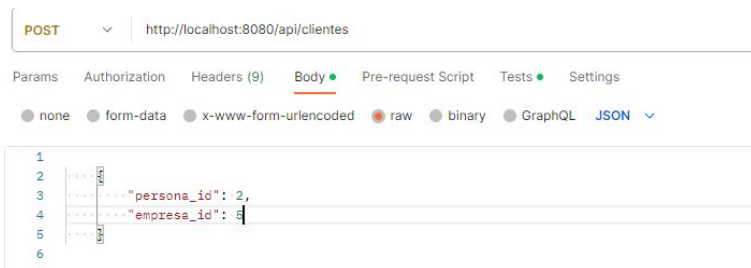 POST http://localhost:8080/api/clientes
Params Authorization Headers (9) Body Pre-request Script Tests Settings
none form-data x-www-form-urlencoded raw binary GraphQL JSON
1
2 {
3 "persona_id": 2,
4 "empresa_id": 5
5 }
6